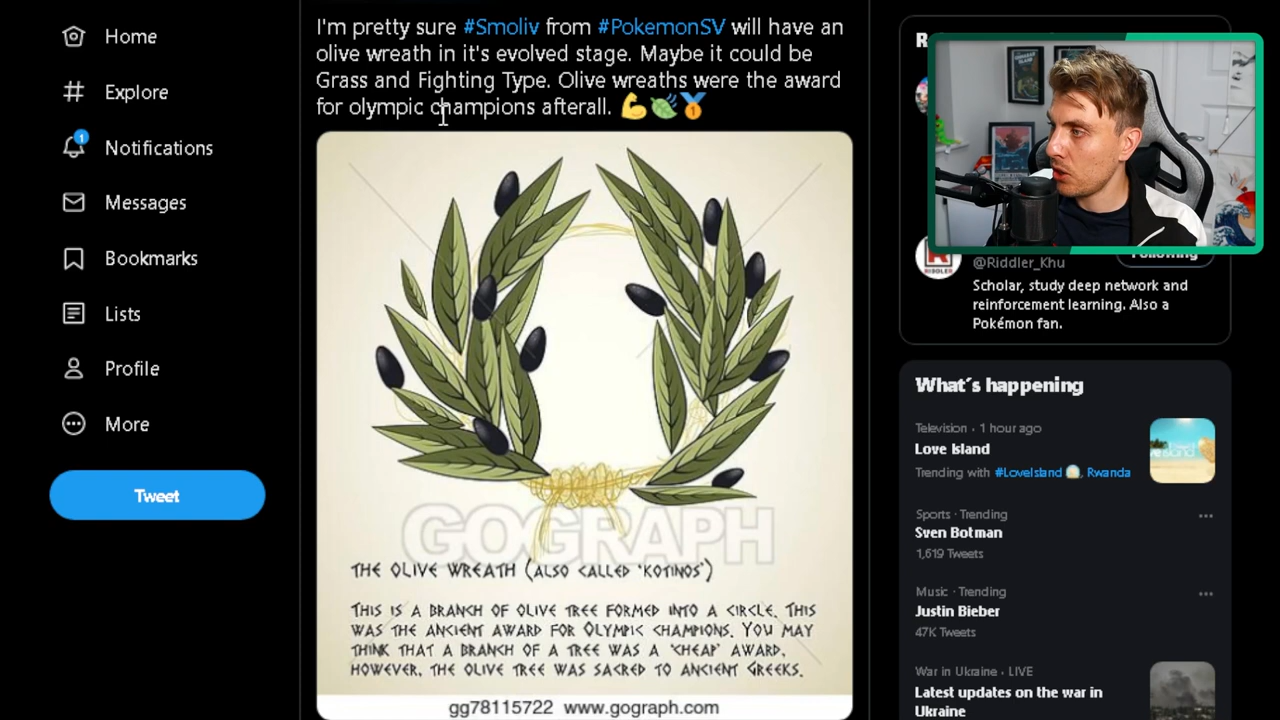 Home
Explore
1
Notifications
Messages
Bookmarks
Lists
Profile
More
Tweet
I'm pretty sure #Smoliv from #PokemonSV will have an
olive wreath in it's evolved stage. Maybe it could be
Grass and Fighting Type. Olive wreaths were the award
for olympic champions afterall. 💪🍃🏅
GOGRAPH
THE OLIVE WREATH (ALSO CALLED 'KOTINOS')
THIS IS A BRANCH OF OLIVE TREE FORMED INTO A CIRCLE. THIS
WAS THE ANCIENT AWARD FOR OLYMPIC CHAMPIONS. YOU MAY
THINK THAT A BRANCH OF A TREE WAS A 'CHEAP' AWARD.
HOWEVER, THE OLIVE TREE WAS SACRED TO ANCIENT GREEKS.
gg78115722 www.gograph.com
@Riddler_Khu
Following
Scholar, study deep network and
reinforcement learning. Also a
Pokémon fan.
What's happening
Television · 1 hour ago
Love Island
Trending with #LoveIsland, Rwanda
Sports · Trending
Sven Botman
1,619 Tweets
Music · Trending
Justin Bieber
47K Tweets
War in Ukraine · LIVE
Latest updates on the war in
Ukraine